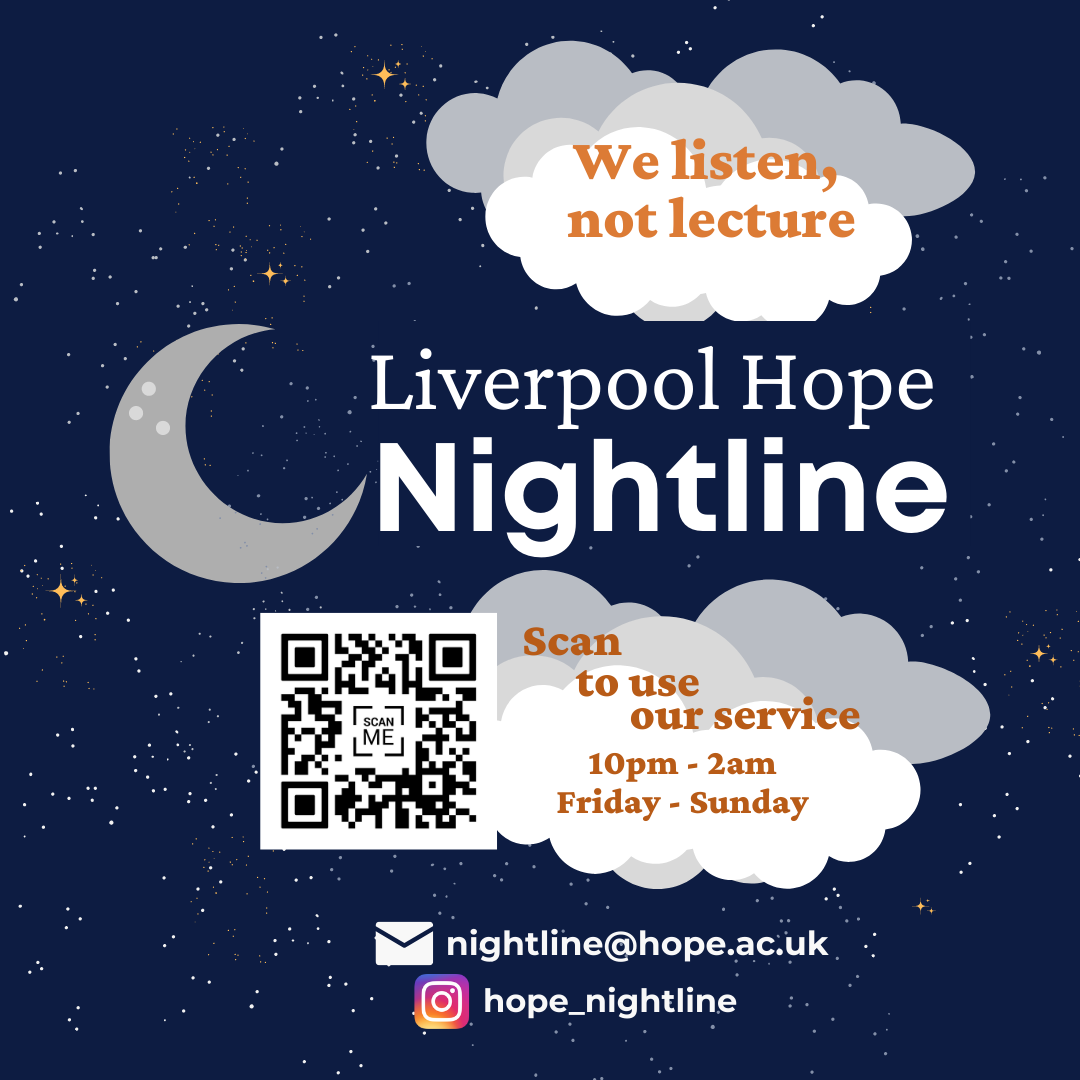 We listen,
not lecture
Liverpool Hope
Nightline
SCAN
ME
Scan
to use
our service
10pm - 2am
Friday - Sunday
nightline@hope.ac.uk
hope_nightline